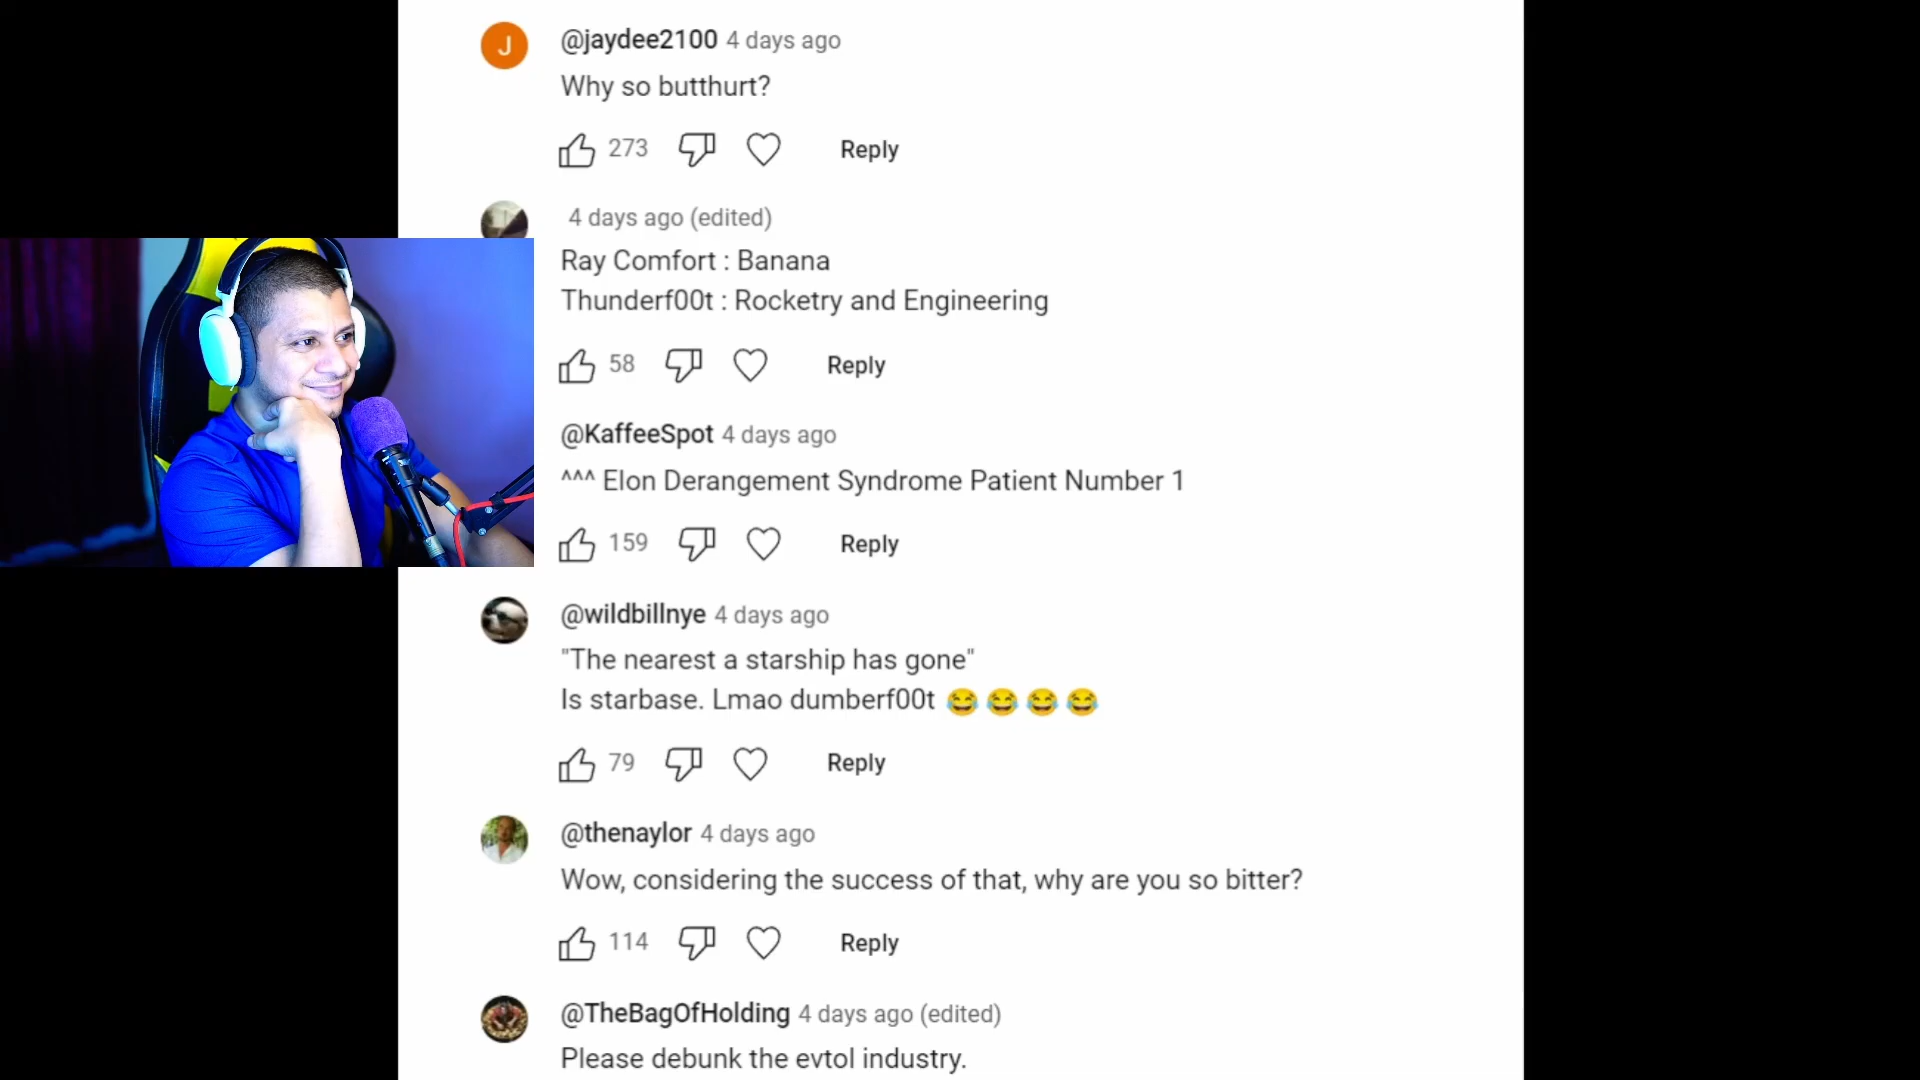 J
@jaydee2100 4 days ago
Why so butthurt?
273 Reply
4 days ago (edited)
Ray Comfort : Banana
Thunderf00t : Rocketry and Engineering
58 Reply
@KaffeeSpot 4 days ago
^^^ Elon Derangement Syndrome Patient Number 1
159 Reply
@wildbillnye 4 days ago
"The nearest a starship has gone"
Is starbase. Lmao dumberf00t 😂😂😂😂
79 Reply
@thenaylor 4 days ago
Wow, considering the success of that, why are you so bitter?
114 Reply
@TheBagOfHolding 4 days ago (edited)
Please debunk the evtol industry.